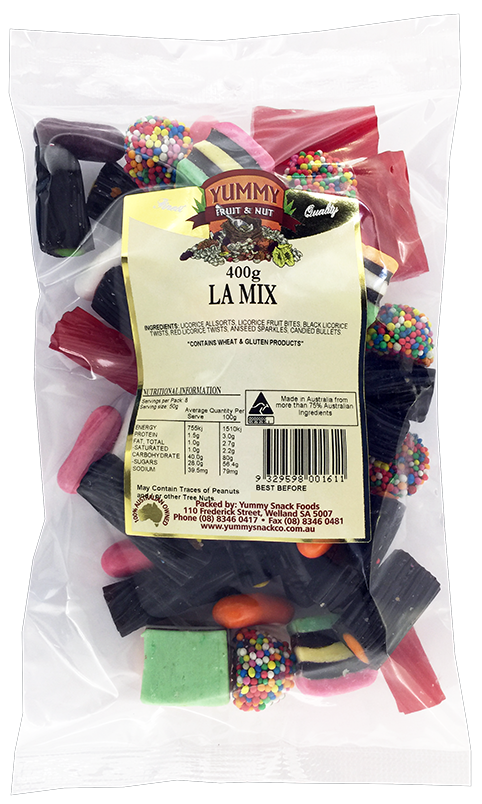 YUMMY
FRUIT & NUT
Quality
400g
LA MIX
INGREDIENTS: LICORICE ALLSORTS, LICORICE FRUIT BITES, BLACK LICORICE
TWISTS, RED LICORICE TWISTS, ANISEED SPARKLES, CANDIED BULLETS.
"CONTAINS WHEAT & GLUTEN PRODUCTS"
NUTRITIONAL INFORMATION
Servings per Pack: 8
Serving size: 50g
Average Quantity Per
Serve 100g
ENERGY 755kj 1510kj
PROTEIN 1.5g 3.0g
FAT, TOTAL 1.0g 2.7g
-SATURATED 1.0g 2.2g
CARBOHYDRATE 40.0g 80g
-SUGARS 28.0g 56.4g
SODIUM 39.5mg 79mg
Made in Australia from
more than 75% Australian
Ingredients
9 329598 001611
BEST BEFORE
May Contain Traces of Peanuts
other Tree Nuts
100% AUSTRALIAN OWNED
Packed by: Yummy Snack Foods
110 Frederick Street, Welland SA 5007
Phone (08) 8346 0417 • Fax (08) 8346 0481
www.yummysnackco.com.au